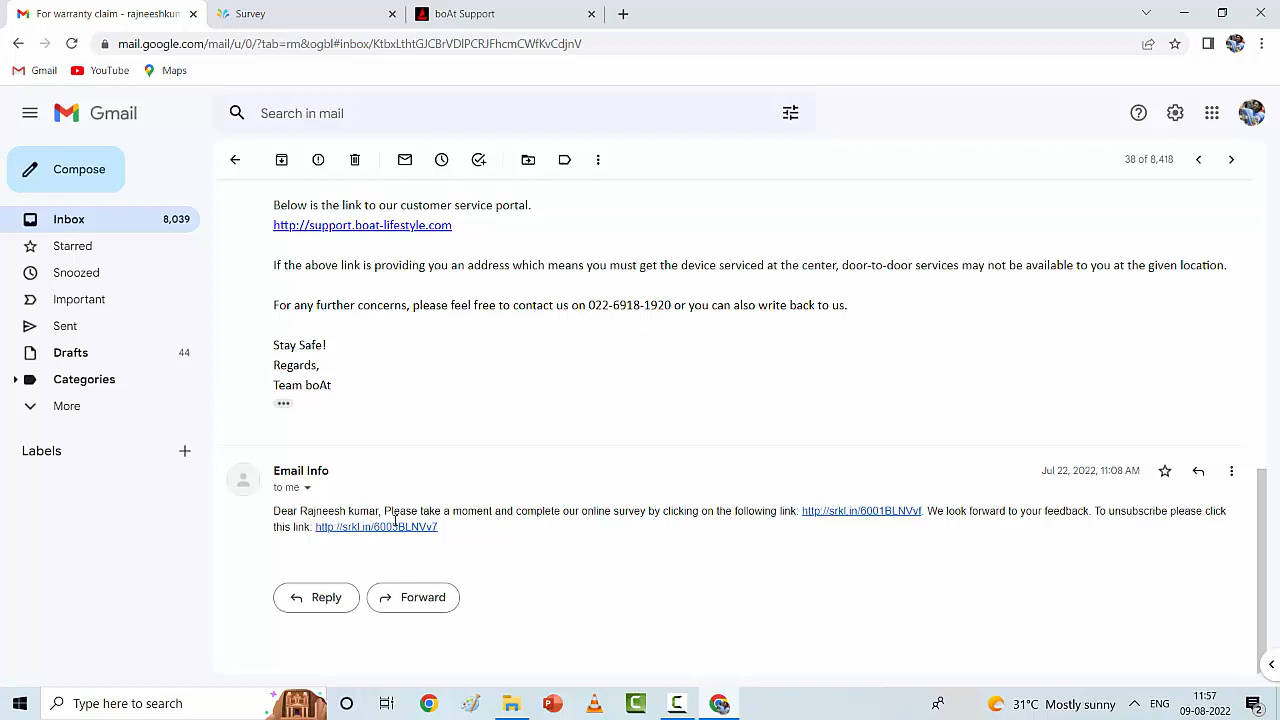 For warranty claim - rajneeshkum
Survey
boAt Support
mail.google.com/mail/u/0/?tab=rm&ogbl#inbox/KtbxLthtGJCBrVDlPCRJFhcmCWfKvCdjnV
Gmail
YouTube
Maps
Gmail
Search in mail
Compose
38 of 8,418
Inbox 8,039
Starred
Snoozed
Important
Sent
Drafts 44
Categories
More
Labels
Below is the link to our customer service portal.
http://support.boat-lifestyle.com
If the above link is providing you an address which means you must get the device serviced at the center, door-to-door services may not be available to you at the given location.
For any further concerns, please feel free to contact us on 022-6918-1920 or you can also write back to us.
Stay Safe!
Regards,
Team boAt
Email Info
Jul 22, 2022, 11:08 AM
to me
Dear Rajneesh kumar, Please take a moment and complete our online survey by clicking on the following link: http://srkl.in/6001BLNVvf. We look forward to your feedback. To unsubscribe please click
this link: http://srkl.in/6003BLNVv7
Reply
Forward
Type here to search
31°C Mostly sunny
ENG
11:57
09-08-2022
2